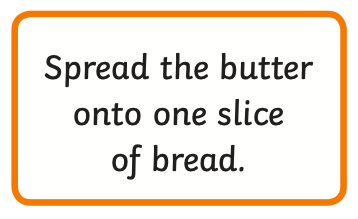 Spread the butter
onto one slice
of bread.